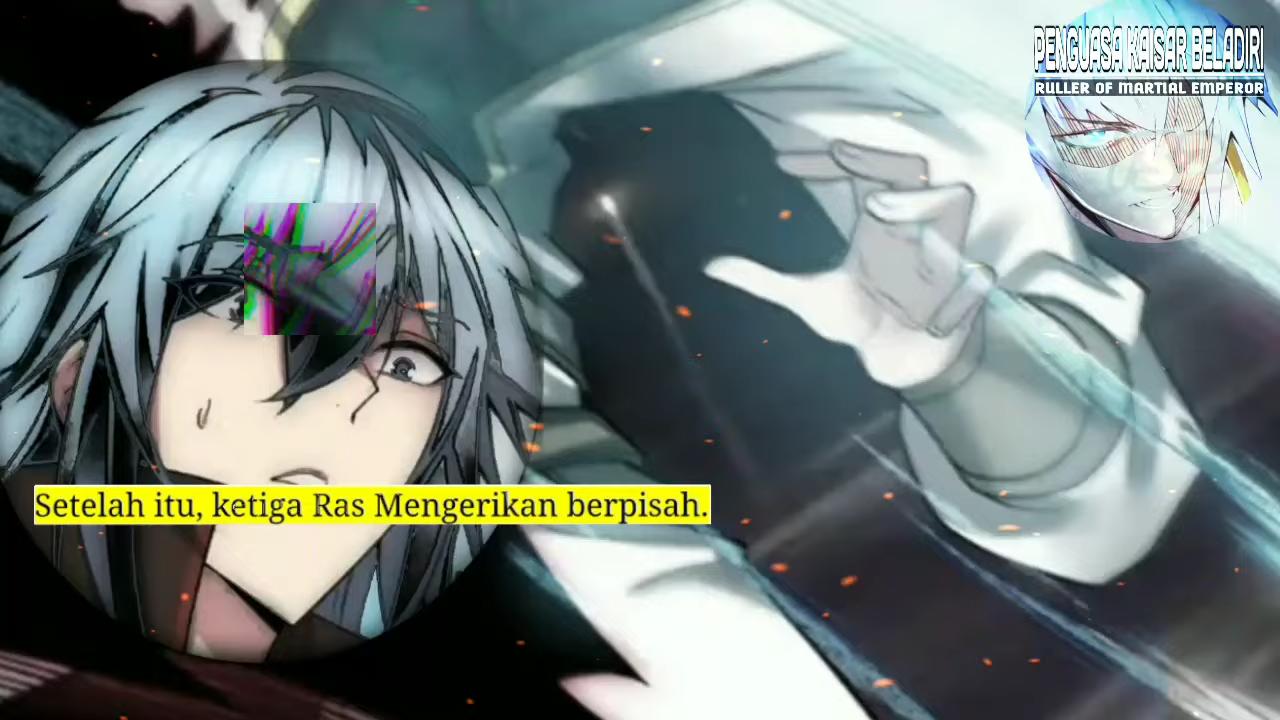 PENGUASA KAISAR BELADIRI
RULLER OF MARTIAL EMPEROR
Setelah itu, ketiga Ras Mengerikan berpisah.